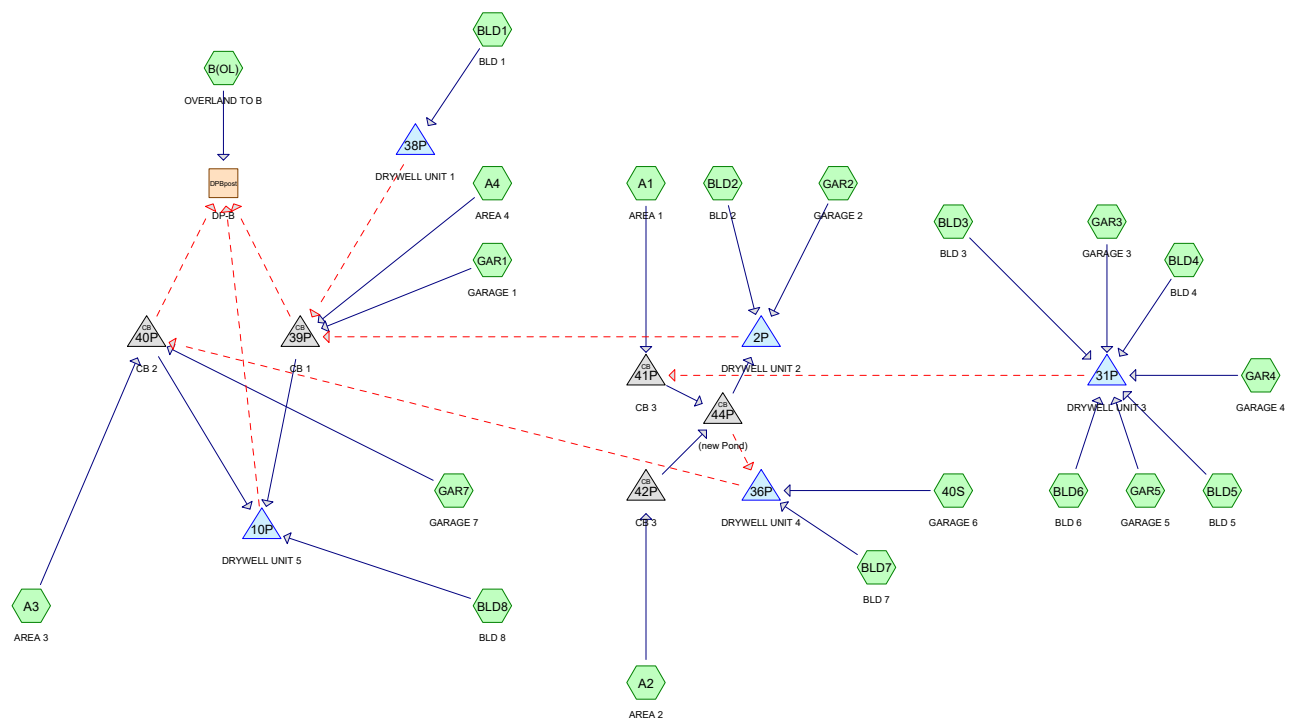 BLD1
BLD 1
B(OL)
OVERLAND TO B
38P
DRYWELL UNIT 1
DPBpost
DP-B
A4
AREA 4
A1
AREA 1
BLD2
BLD 2
GAR2
GARAGE 2
BLD3
BLD 3
GAR3
GARAGE 3
BLD4
BLD 4
GAR1
GARAGE 1
CB
40P
CB 2
CB
39P
CB 1
2P
DRYWELL UNIT 2
CB
41P
CB 3
31P
DRYWELL UNIT 3
GAR4
GARAGE 4
CB
44P
(new Pond)
GAR7
GARAGE 7
CB
42P
CB 3
36P
DRYWELL UNIT 4
40S
GARAGE 6
BLD6
BLD 6
GAR5
GARAGE 5
BLD5
BLD 5
10P
DRYWELL UNIT 5
BLD7
BLD 7
A3
AREA 3
BLD8
BLD 8
A2
AREA 2